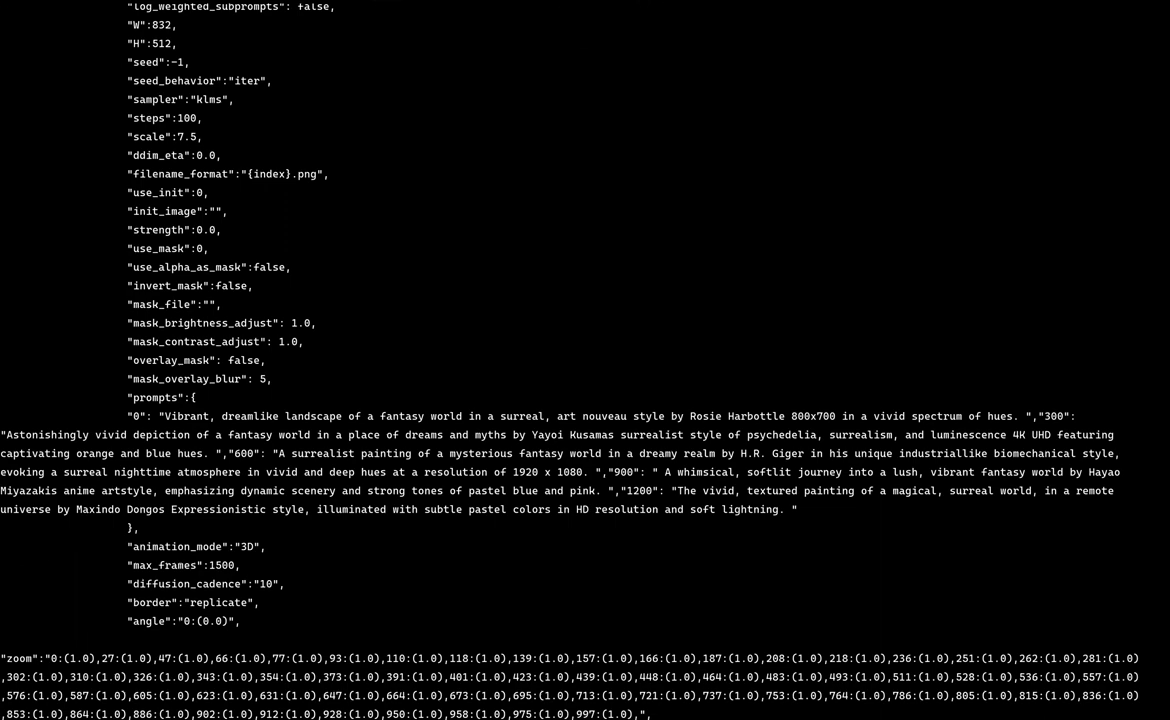 "log_weighted_subprompts": false,
"W":832,
"H":512,
"seed":-1,
"seed_behavior":"iter",
"sampler":"klms",
"steps":100,
"scale":7.5,
"ddim_eta":0.0,
"filename_format":"{index}.png",
"use_init":0,
"init_image":"",
"strength":0.0,
"use_mask":0,
"use_alpha_as_mask":false,
"invert_mask":false,
"mask_file":"",
"mask_brightness_adjust": 1.0,
"mask_contrast_adjust": 1.0,
"overlay_mask": false,
"mask_overlay_blur": 5,
"prompts":{
"0": "Vibrant, dreamlike landscape of a fantasy world in a surreal, art nouveau style by Rosie Harbottle 800x700 in a vivid spectrum of hues. ","300":
"Astonishingly vivid depiction of a fantasy world in a place of dreams and myths by Yayoi Kusamas surrealist style of psychedelia, surrealism, and luminescence 4K UHD featuring
captivating orange and blue hues. ","600": "A surrealist painting of a mysterious fantasy world in a dreamy realm by H.R. Giger in his unique industriallike biomechanical style,
evoking a surreal nighttime atmosphere in vivid and deep hues at a resolution of 1920 x 1080. ","900": " A whimsical, softlit journey into a lush, vibrant fantasy world by Hayao
Miyazakis anime artstyle, emphasizing dynamic scenery and strong tones of pastel blue and pink. ","1200": "The vivid, textured painting of a magical, surreal world, in a remote
universe by Maxindo Dongos Expressionistic style, illuminated with subtle pastel colors in HD resolution and soft lightning. "
},
"animation_mode":"3D",
"max_frames":1500,
"diffusion_cadence":"10",
"border":"replicate",
"angle":"0:(0.0)",
"zoom":"0:(1.0),27:(1.0),47:(1.0),66:(1.0),77:(1.0),93:(1.0),110:(1.0),118:(1.0),139:(1.0),157:(1.0),166:(1.0),187:(1.0),208:(1.0),218:(1.0),236:(1.0),251:(1.0),262:(1.0),281:(1.0)
,302:(1.0),310:(1.0),326:(1.0),343:(1.0),354:(1.0),373:(1.0),391:(1.0),401:(1.0),423:(1.0),439:(1.0),448:(1.0),464:(1.0),483:(1.0),493:(1.0),511:(1.0),528:(1.0),536:(1.0),557:(1.0)
,576:(1.0),587:(1.0),605:(1.0),623:(1.0),631:(1.0),647:(1.0),664:(1.0),673:(1.0),695:(1.0),713:(1.0),721:(1.0),737:(1.0),753:(1.0),764:(1.0),786:(1.0),805:(1.0),815:(1.0),836:(1.0)
,853:(1.0),864:(1.0),886:(1.0),902:(1.0),912:(1.0),928:(1.0),950:(1.0),958:(1.0),975:(1.0),997:(1.0),",